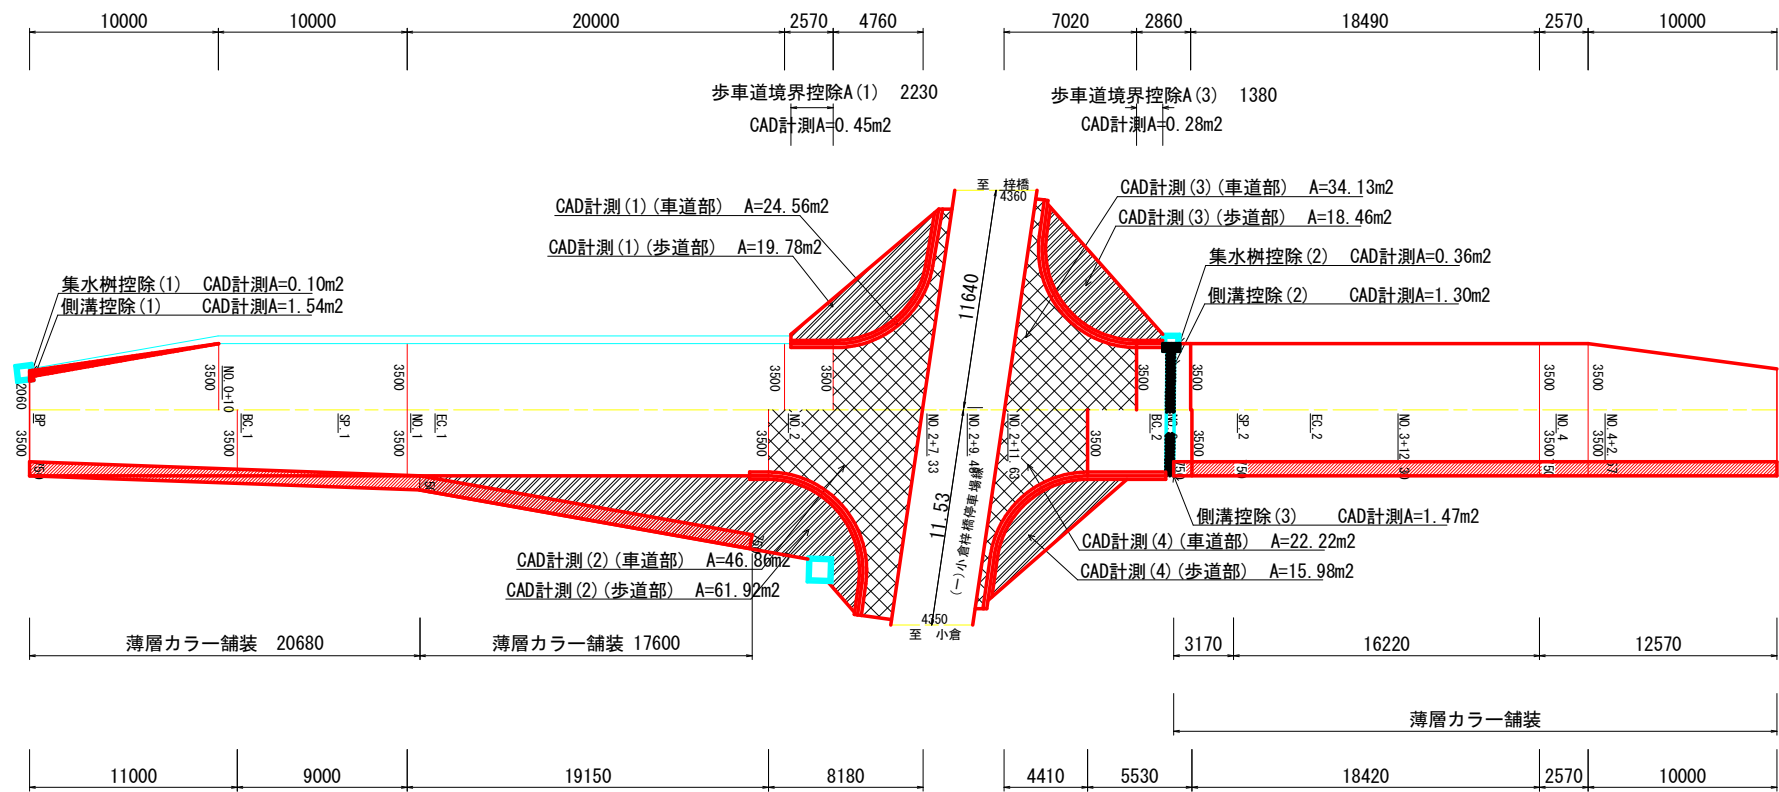 10000 10000 20000 2570 4760 7020 2860 18490 2570 10000
歩車道境界控除A(1) 2230
CAD計測A=0.45m2
歩車道境界控除A(3) 1380
CAD計測A=0.28m2
至 梓橋
4360
CAD計測(1)(車道部) A=24.56m2
CAD計測(1)(歩道部) A=19.78m2
CAD計測(3)(車道部) A=34.13m2
CAD計測(3)(歩道部) A=18.46m2
集水桝控除(1) CAD計測A=0.10m2
側溝控除(1) CAD計測A=1.54m2
集水桝控除(2) CAD計測A=0.36m2
側溝控除(2) CAD計測A=1.30m2
11640
2060
3500
NO.0+10
3500
3500
3500
3500
3500
3500
3500
BP
BC.1
SP.1
NO.1
EC.1
NO.2
NO.2+7.33
NO.2+9.48
NO.2+11.63
BC.2
SP.2
EC.2
NO.3+12.30
NO.4
3500
3500
3500
3500
3500
3500
3500
3500
11.53
(一)小倉梓橋停車場線
側溝控除(3) CAD計測A=1.47m2
CAD計測(2)(車道部) A=46.86m2
CAD計測(2)(歩道部) A=61.92m2
CAD計測(4)(車道部) A=22.22m2
CAD計測(4)(歩道部) A=15.98m2
4350
至 小倉
薄層カラー舗装 20680
薄層カラー舗装 17600
3170 16220 12570
薄層カラー舗装
11000 9000 19150 8180 4410 5530 18420 2570 10000